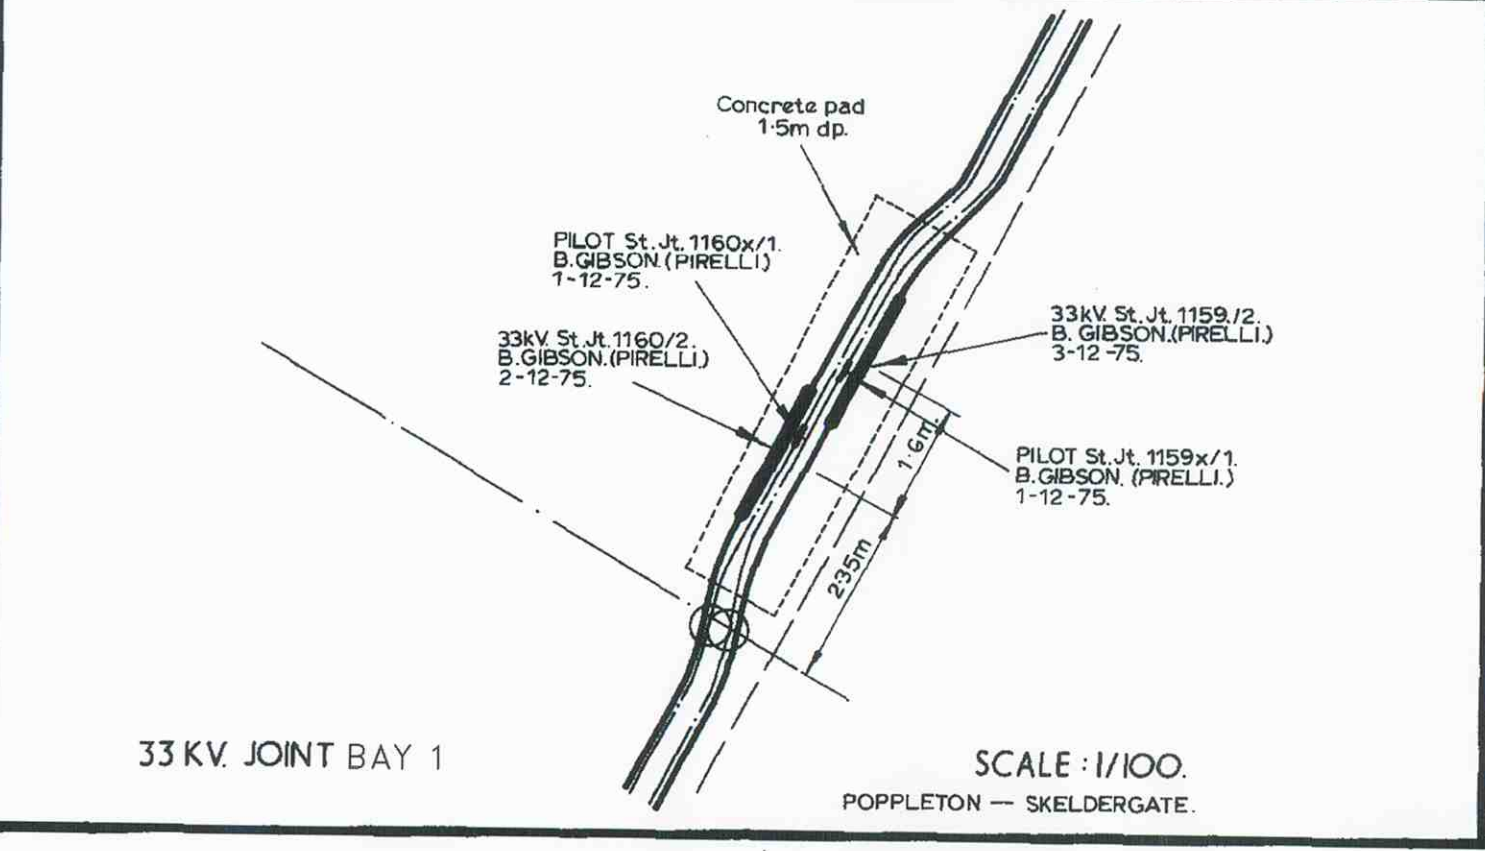 Concrete pad
1·5m dp.
PILOT St.Jt. 1160x/1.
B.GIBSON.(PIRELLI)
1-12-75.
33kV. St.Jt.1160/2.
B.GIBSON.(PIRELLI)
2-12-75.
33kV. St.Jt. 1159./2.
B. GIBSON.(PIRELLI.)
3-12-75.
1·6m.
PILOT St.Jt. 1159x/1.
B.GIBSON. (PIRELLI.)
1-12-75.
2·35m
33 KV. JOINT BAY 1
SCALE : 1/100.
POPPLETON — SKELDERGATE.